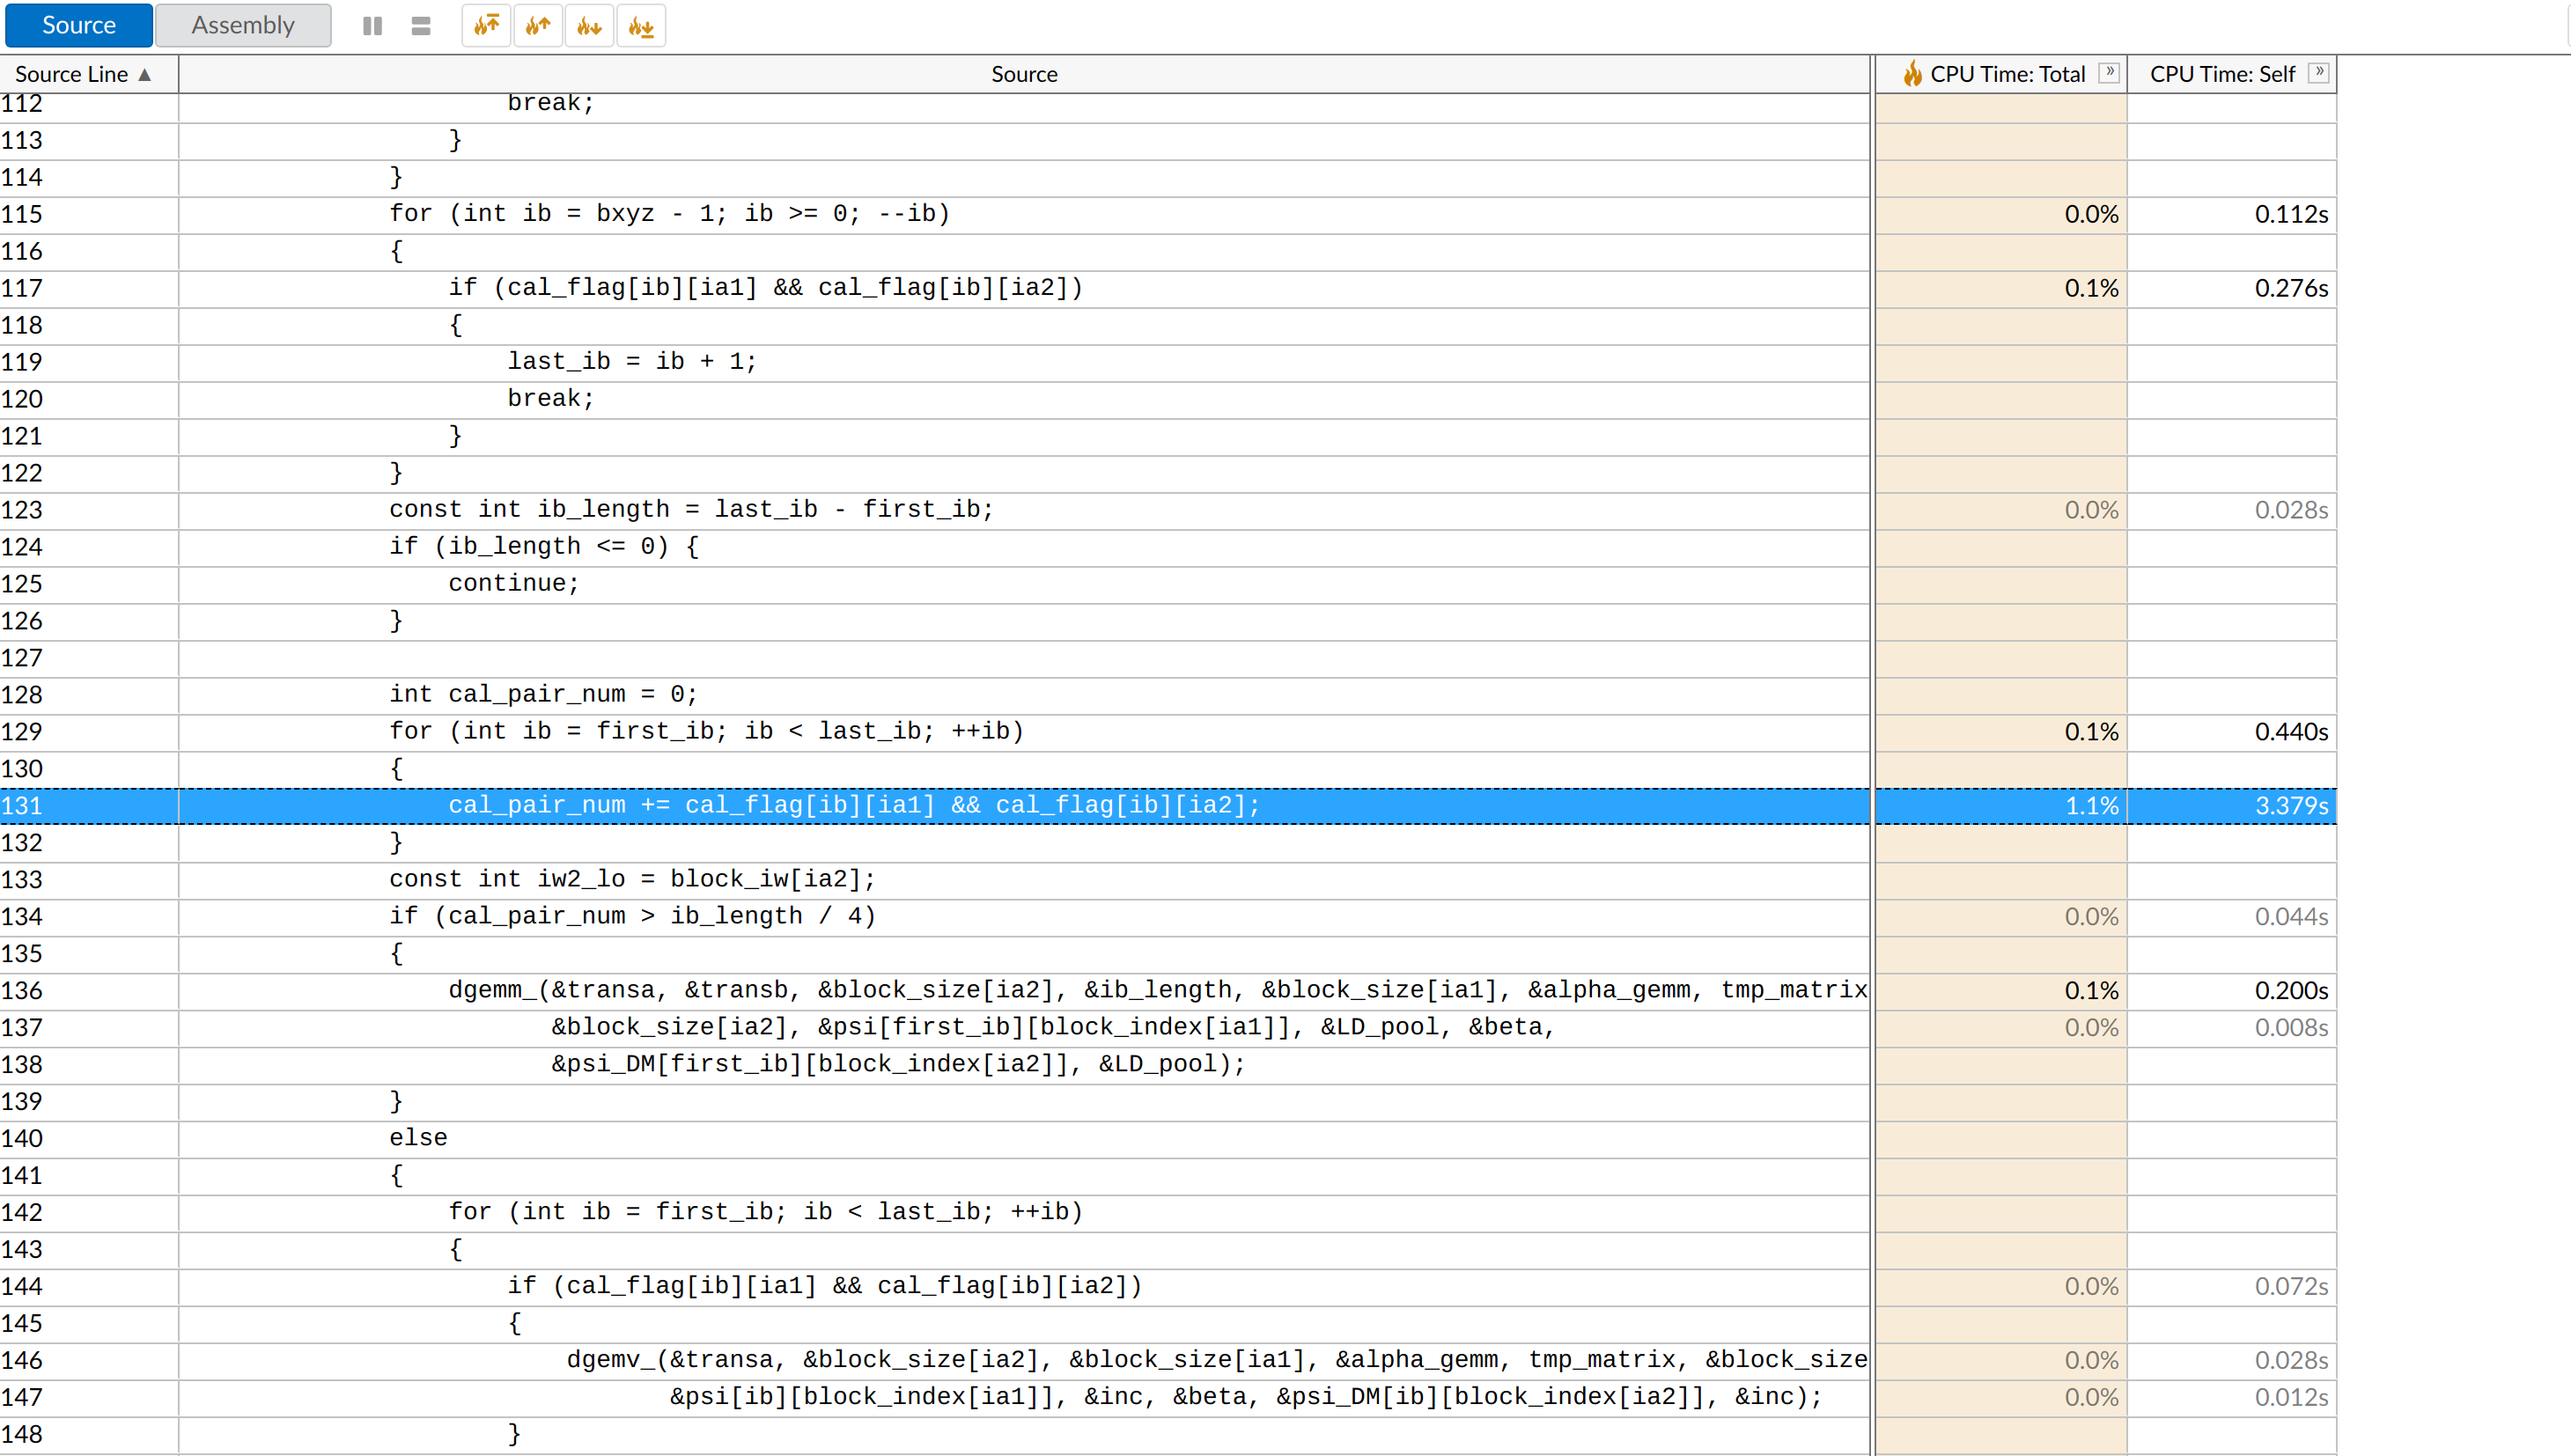 Source Assembly
Source Line ▲ Source CPU Time: Total » CPU Time: Self »
112 break;
113 }
114 }
115 for (int ib = bxyz - 1; ib >= 0; --ib) 0.0% 0.112s
116 {
117 if (cal_flag[ib][ia1] && cal_flag[ib][ia2]) 0.1% 0.276s
118 {
119 last_ib = ib + 1;
120 break;
121 }
122 }
123 const int ib_length = last_ib - first_ib; 0.0% 0.028s
124 if (ib_length <= 0) {
125 continue;
126 }
127
128 int cal_pair_num = 0;
129 for (int ib = first_ib; ib < last_ib; ++ib) 0.1% 0.440s
130 {
131 cal_pair_num += cal_flag[ib][ia1] && cal_flag[ib][ia2]; 1.1% 3.379s
132 }
133 const int iw2_lo = block_iw[ia2];
134 if (cal_pair_num > ib_length / 4) 0.0% 0.044s
135 {
136 dgemm_(&transa, &transb, &block_size[ia2], &ib_length, &block_size[ia1], &alpha_gemm, tmp_matrix 0.1% 0.200s
137 &block_size[ia2], &psi[first_ib][block_index[ia1]], &LD_pool, &beta, 0.0% 0.008s
138 &psi_DM[first_ib][block_index[ia2]], &LD_pool);
139 }
140 else
141 {
142 for (int ib = first_ib; ib < last_ib; ++ib)
143 {
144 if (cal_flag[ib][ia1] && cal_flag[ib][ia2]) 0.0% 0.072s
145 {
146 dgemv_(&transa, &block_size[ia2], &block_size[ia1], &alpha_gemm, tmp_matrix, &block_size 0.0% 0.028s
147 &psi[ib][block_index[ia1]], &inc, &beta, &psi_DM[ib][block_index[ia2]], &inc); 0.0% 0.012s
148 }